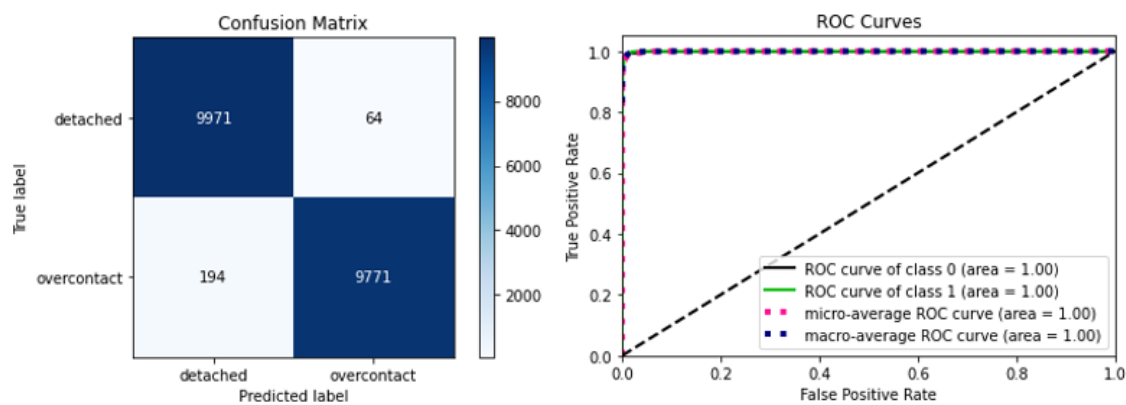 Confusion Matrix
detached
overcontact
True label
9971
64
194
9771
detached
overcontact
Predicted label
8000
6000
4000
2000
ROC Curves
True Positive Rate
1.0
0.8
0.6
0.4
0.2
0.0
ROC curve of class 0 (area = 1.00)
ROC curve of class 1 (area = 1.00)
micro-average ROC curve (area = 1.00)
macro-average ROC curve (area = 1.00)
0.0 0.2 0.4 0.6 0.8 1.0
False Positive Rate